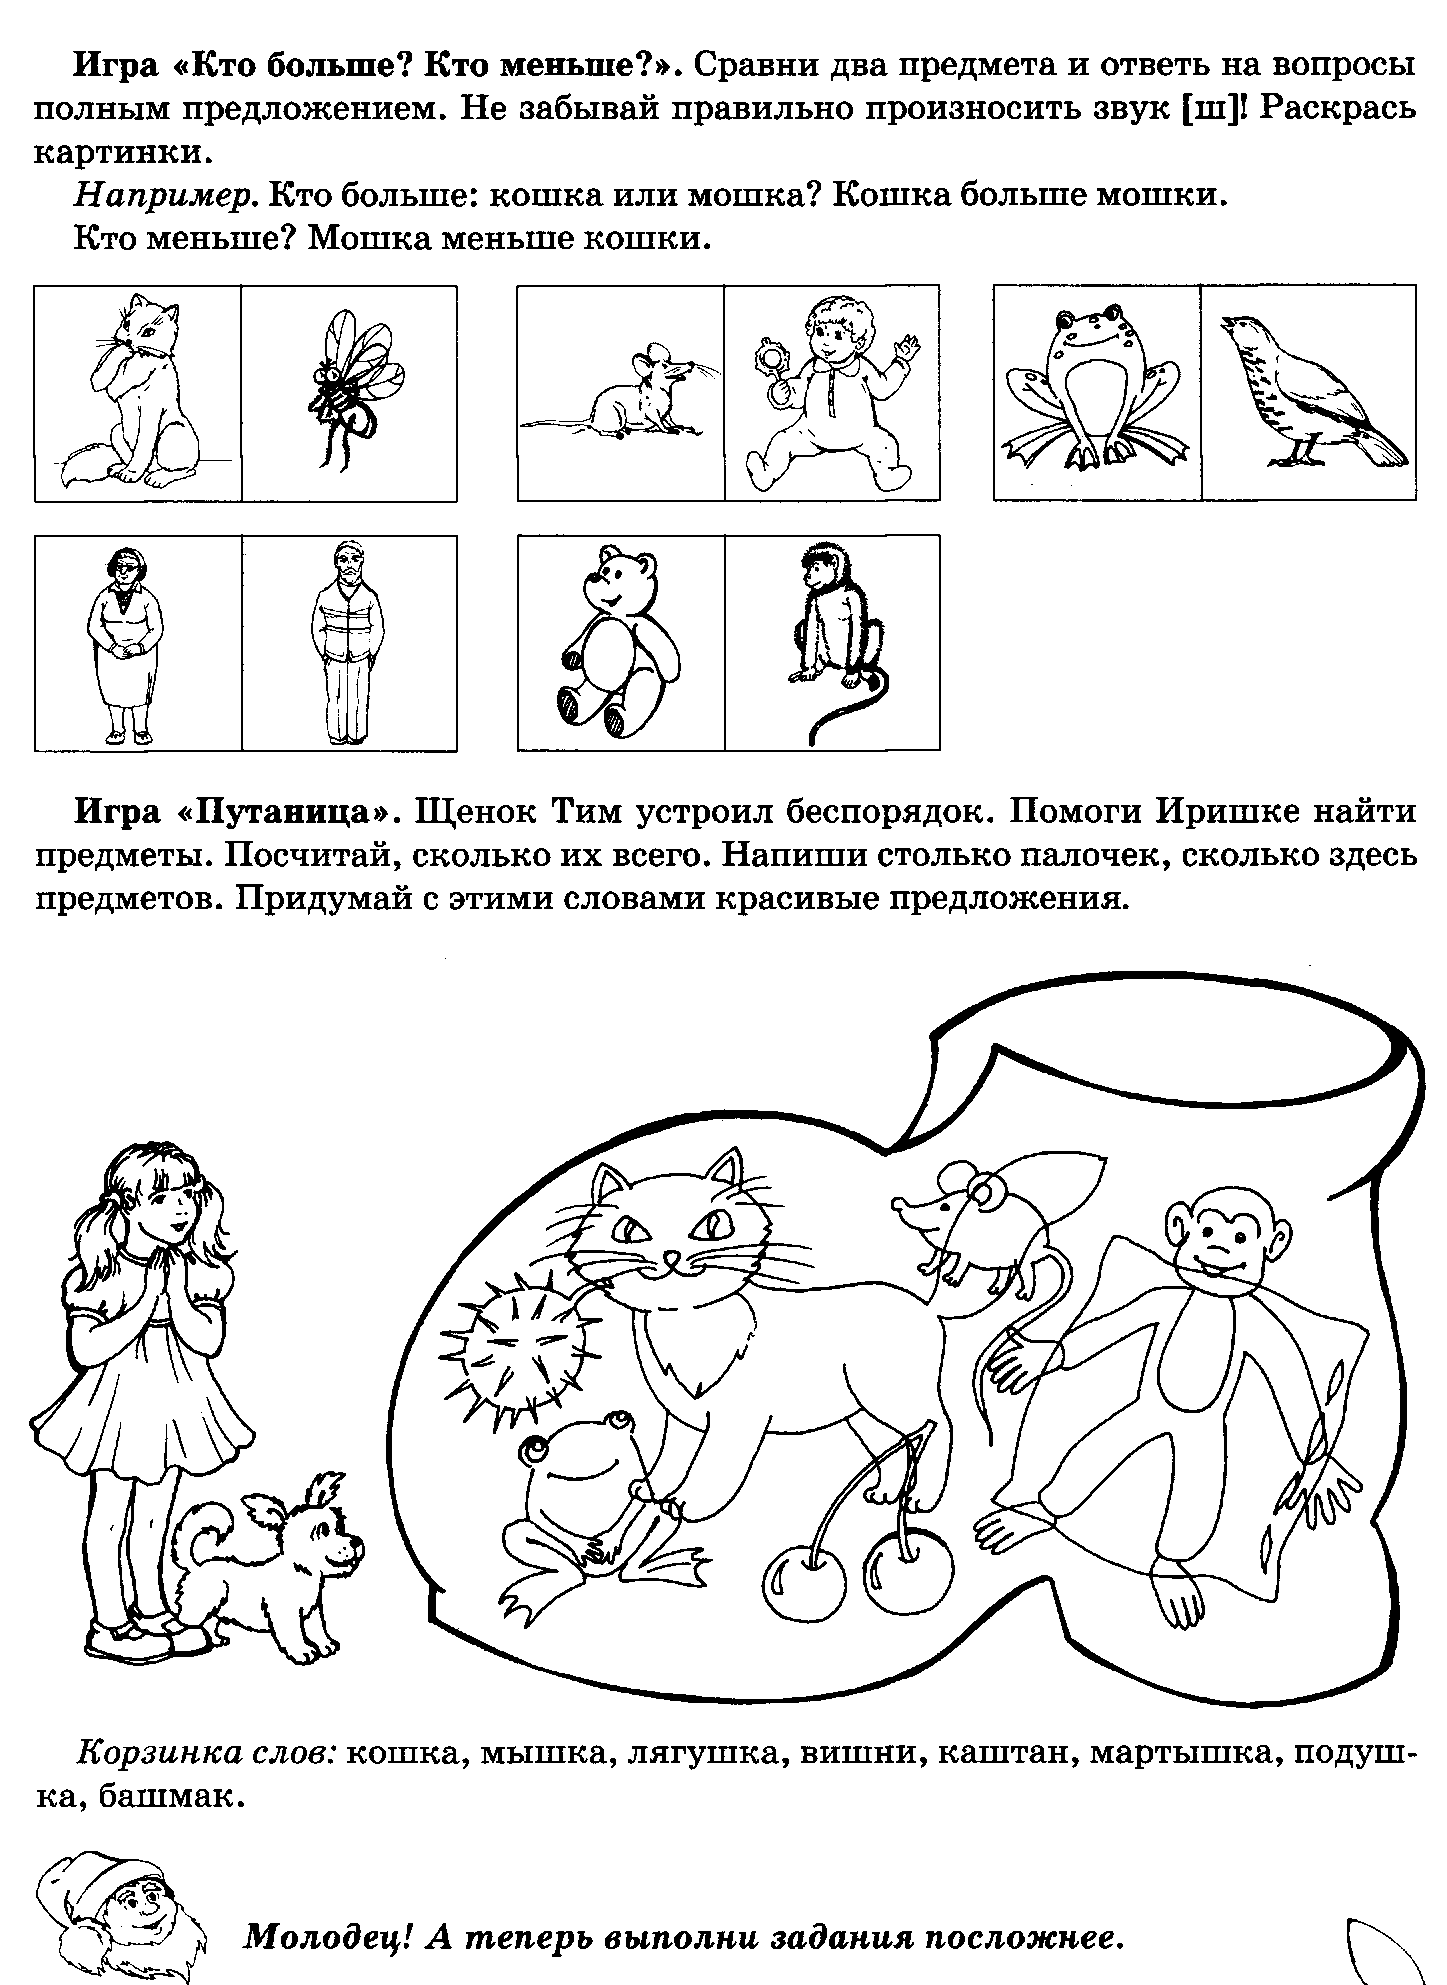 Игра «Кто больше? Кто меньше?». Сравни два предмета и ответь на вопросы
полным предложением. Не забывай правильно произносить звук [ш]! Раскрась
картинки.
Например. Кто больше: кошка или мошка? Кошка больше мошки.
Кто меньше? Мошка меньше кошки.
Игра «Путаница». Щенок Тим устроил беспорядок. Помоги Иришке найти
предметы. Посчитай, сколько их всего. Напиши столько палочек, сколько здесь
предметов. Придумай с этими словами красивые предложения.
Корзинка слов: кошка, мышка, лягушка, вишни, каштан, мартышка, подуш-
ка, башмак.
Молодец! А теперь выполни задания посложнее.